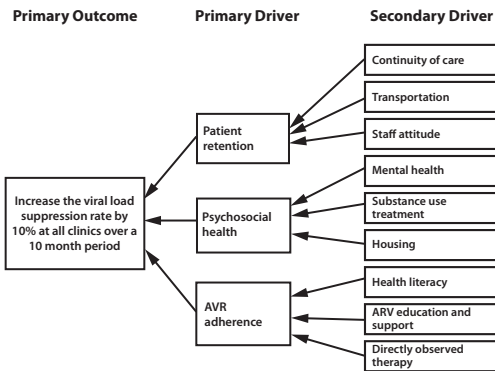 Primary Outcome
Primary Driver
Secondary Driver
Continuity of care
Transportation
Patient
retention
Staff attitude
Mental health
Increase the viral load
suppression rate by
10% at all clinics over a
10 month period
Psychosocial
health
Substance use
treatment
Housing
Health literacy
AVR
adherence
ARV education and
support
Directly observed
therapy